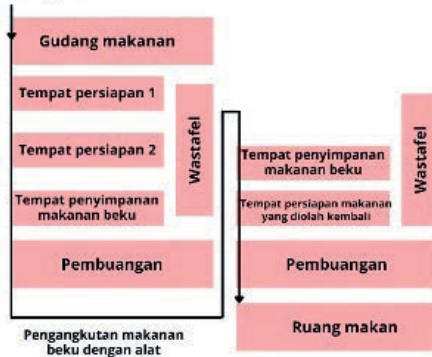 Gudang makanan
Tempat persiapan 1
Tempat persiapan 2
Tempat penyimpanan
makanan beku
Wastafel
Pembuangan
Pengangkutan makanan
beku dengan alat
Tempat penyimpanan
makanan beku
Tempat persiapan makanan
yang diolah kembali
Wastafel
Pembuangan
Ruang makan